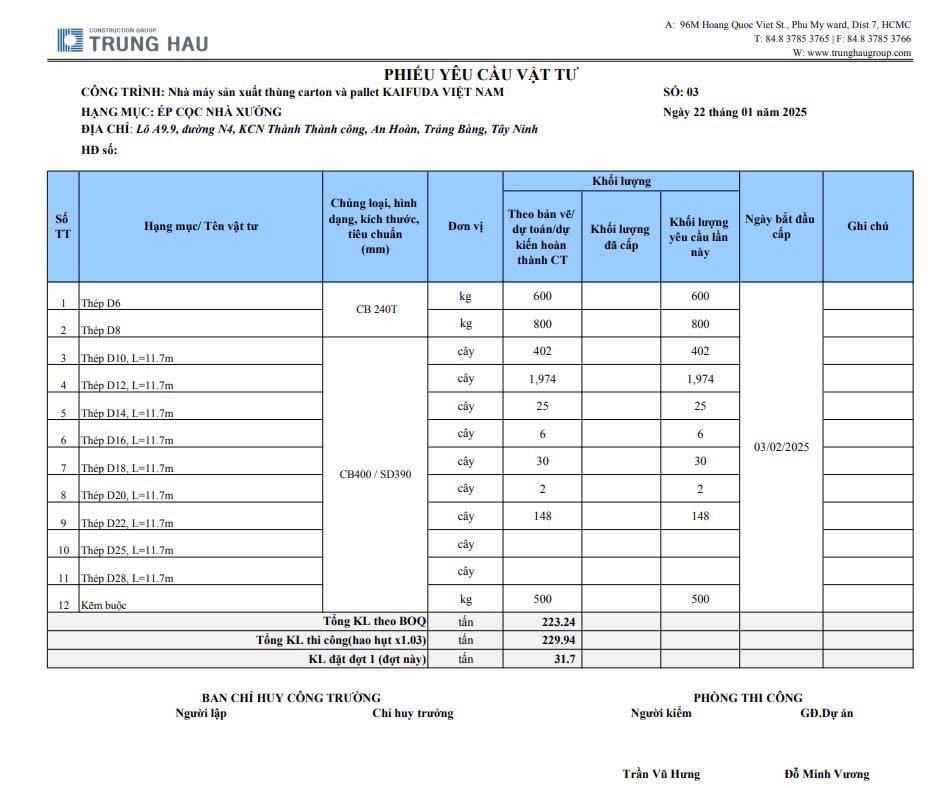 CONSTRUCTION GROUP
TRUNG HAU
A: 96M Hoang Quoc Viet St., Phu My ward, Dist 7, HCMC
T: 84.8 3785 3765 | F: 84.8 3785 3766
W: www.trunghaugroup.com
PHIẾU YÊU CẦU VẬT TƯ
CÔNG TRÌNH: Nhà máy sản xuất thùng carton và pallet KAIFUDA VIỆT NAM
SỐ: 03
HẠNG MỤC: ÉP CỌC NHÀ XƯỞNG
Ngày 22 tháng 01 năm 2025
ĐỊA CHỈ: Lô A9.9, đường N4, KCN Thành Thành công, An Hoàn, Trảng Bàng, Tây Ninh
HĐ số:
Số TT | Hạng mục/ Tên vật tư | Chủng loại, hình dạng, kích thước, tiêu chuẩn (mm) | Đơn vị | Khối lượng | Ngày bắt đầu cấp | Ghi chú
Theo bản vẽ/ dự toán/dự kiến hoàn thành CT | Khối lượng đã cấp | Khối lượng yêu cầu lần này
1 Thép D6 CB 240T kg 600 600
2 Thép D8 kg 800 800
3 Thép D10, L=11.7m cây 402 402
4 Thép D12, L=11.7m cây 1,974 1,974
5 Thép D14, L=11.7m cây 25 25
6 Thép D16, L=11.7m cây 6 6
7 Thép D18, L=11.7m CB400 / SD390 cây 30 30 03/02/2025
8 Thép D20, L=11.7m cây 2 2
9 Thép D22, L=11.7m cây 148 148
10 Thép D25, L=11.7m cây
11 Thép D28, L=11.7m cây
12 Kẽm buộc kg 500 500
Tổng KL theo BOQ tấn 223.24
Tổng KL thi công(hao hụt x1.03) tấn 229.94
KL đặt đợt 1 (đợt này) tấn 31.7
BAN CHỈ HUY CÔNG TRƯỜNG PHÒNG THI CÔNG
Người lập Chỉ huy trưởng Người kiểm GĐ.Dự án
Trần Vũ Hưng Đỗ Minh Vương